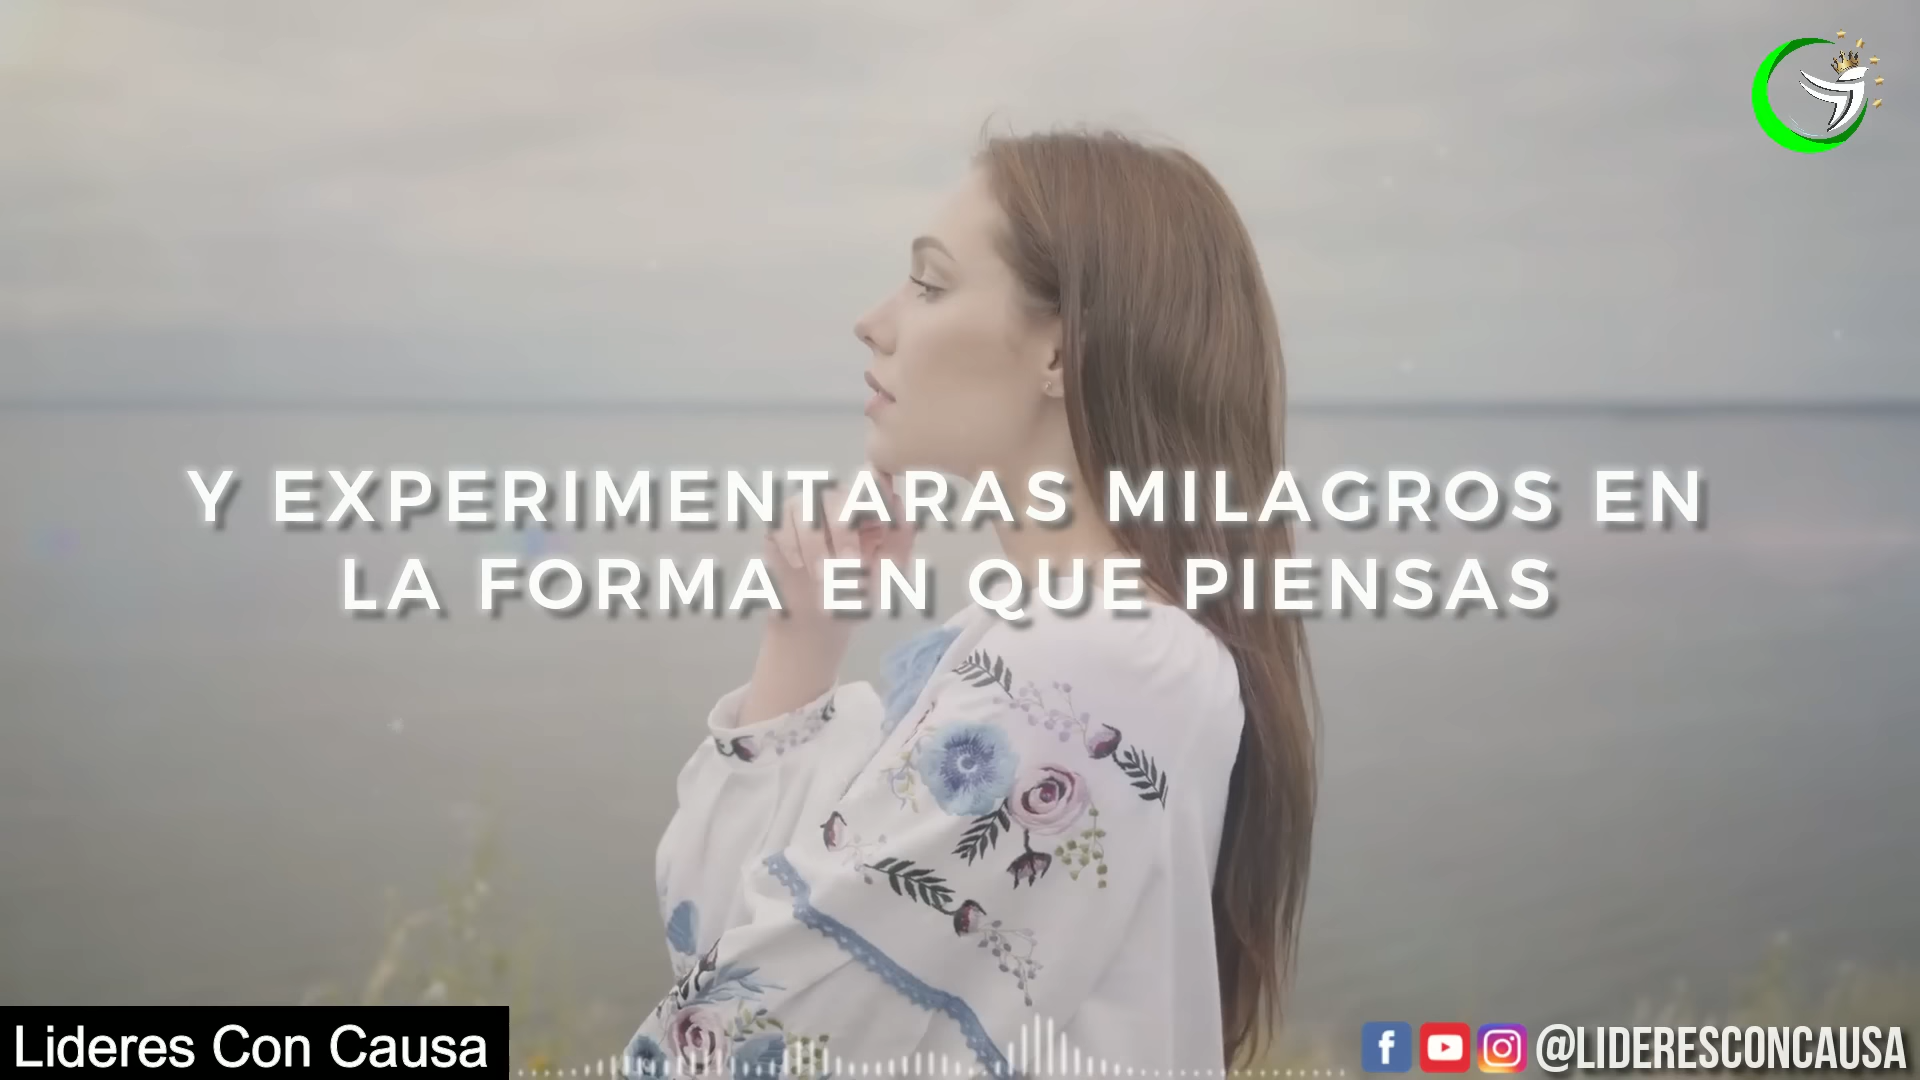 Y EXPERIMENTARAS MILAGROS EN
LA FORMA EN QUE PIENSAS
Lideres Con Causa
@LIDERESCONCAUSA